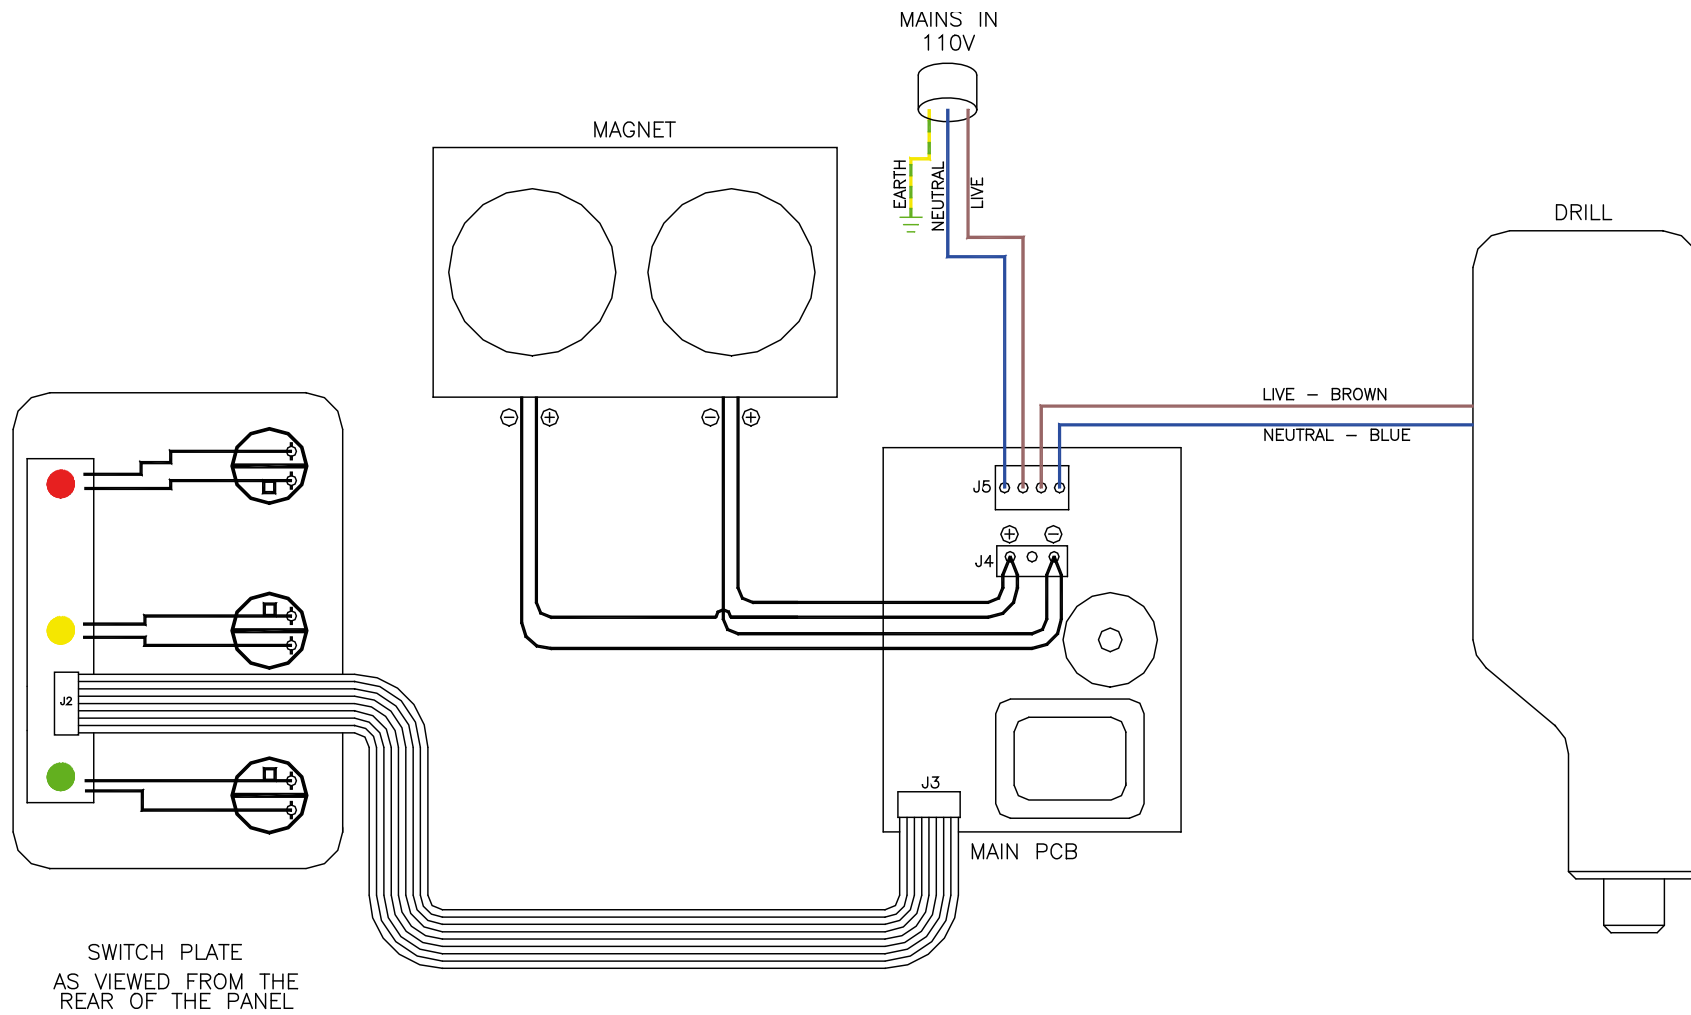 MAINS IN
110V
MAGNET
EARTH
NEUTRAL
LIVE
DRILL
LIVE - BROWN
NEUTRAL - BLUE
- +
- +
J5
+ -
J4
J2
J3
MAIN PCB
SWITCH PLATE
AS VIEWED FROM THE
REAR OF THE PANEL